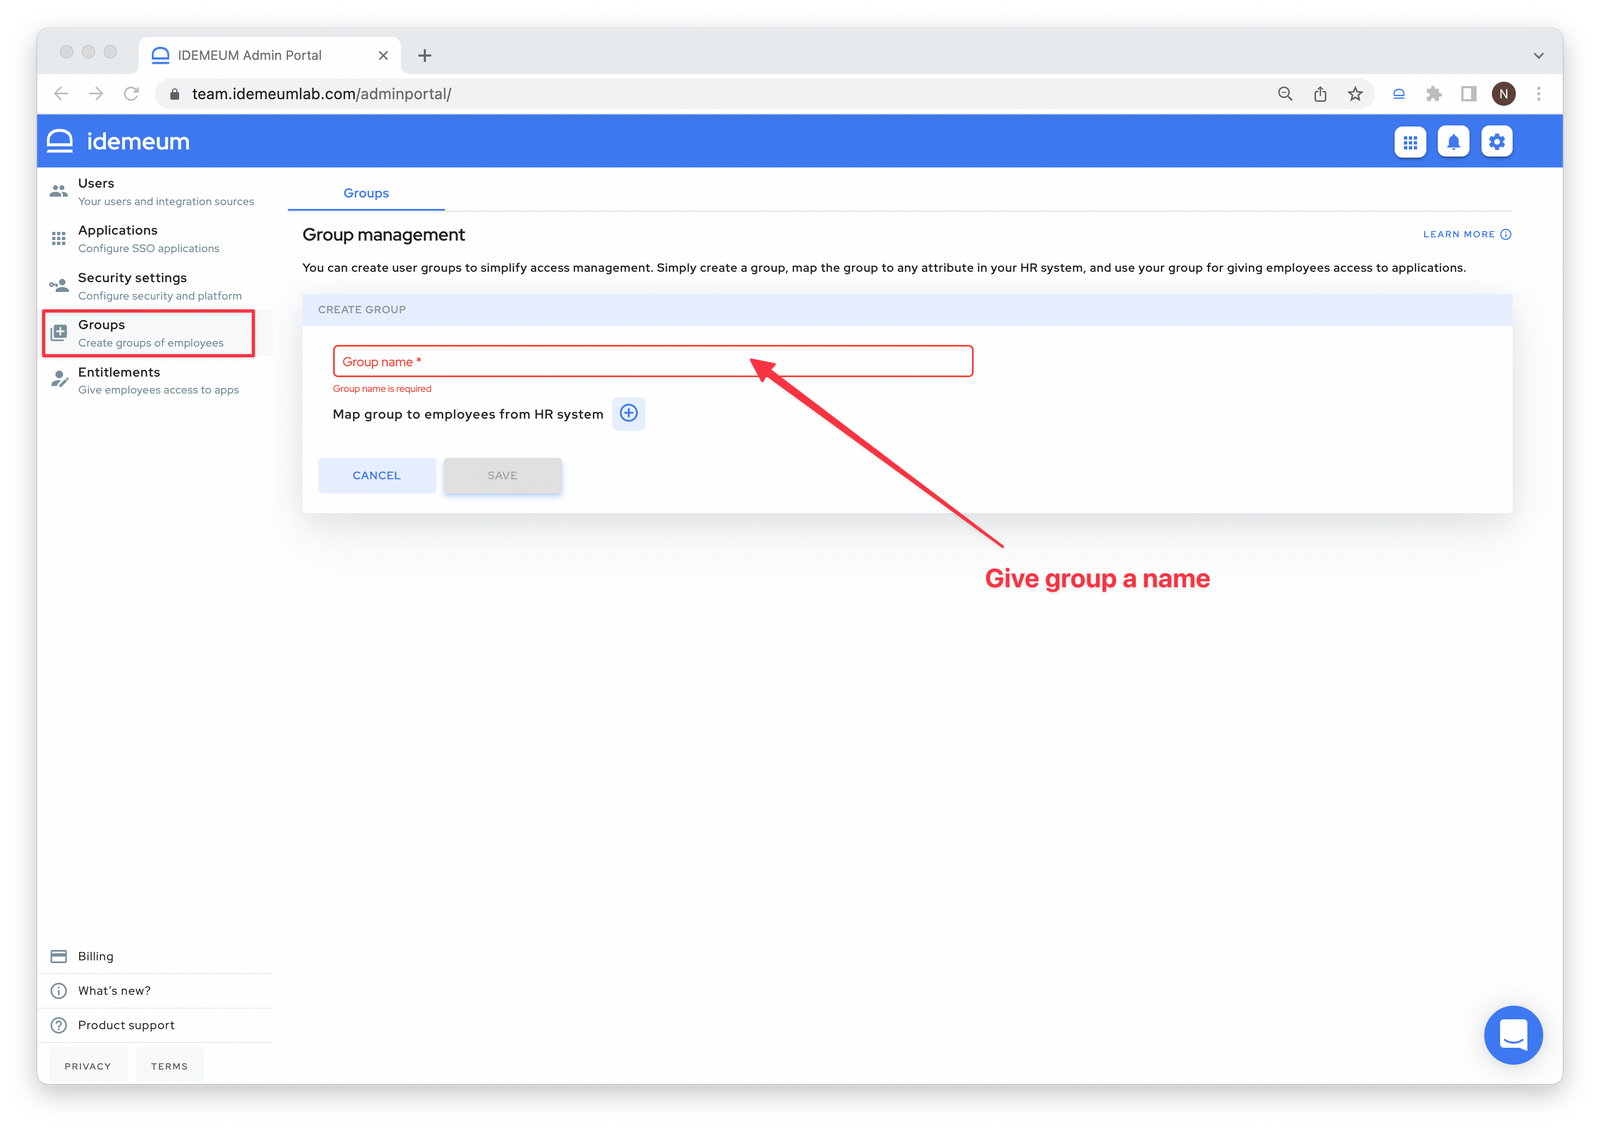 IDEMEUM Admin Portal
team.idemeumlab.com/adminportal/
N
idemeum
Users
Your users and integration sources
Applications
Configure SSO applications
Security settings
Configure security and platform
Groups
Create groups of employees
Entitlements
Give employees access to apps
Groups
Group management
LEARN MORE
You can create user groups to simplify access management. Simply create a group, map the group to any attribute in your HR system, and use your group for giving employees access to applications.
CREATE GROUP
Group name *
Group name is required
Map group to employees from HR system
CANCEL
SAVE
Give group a name
Billing
What's new?
Product support
PRIVACY
TERMS